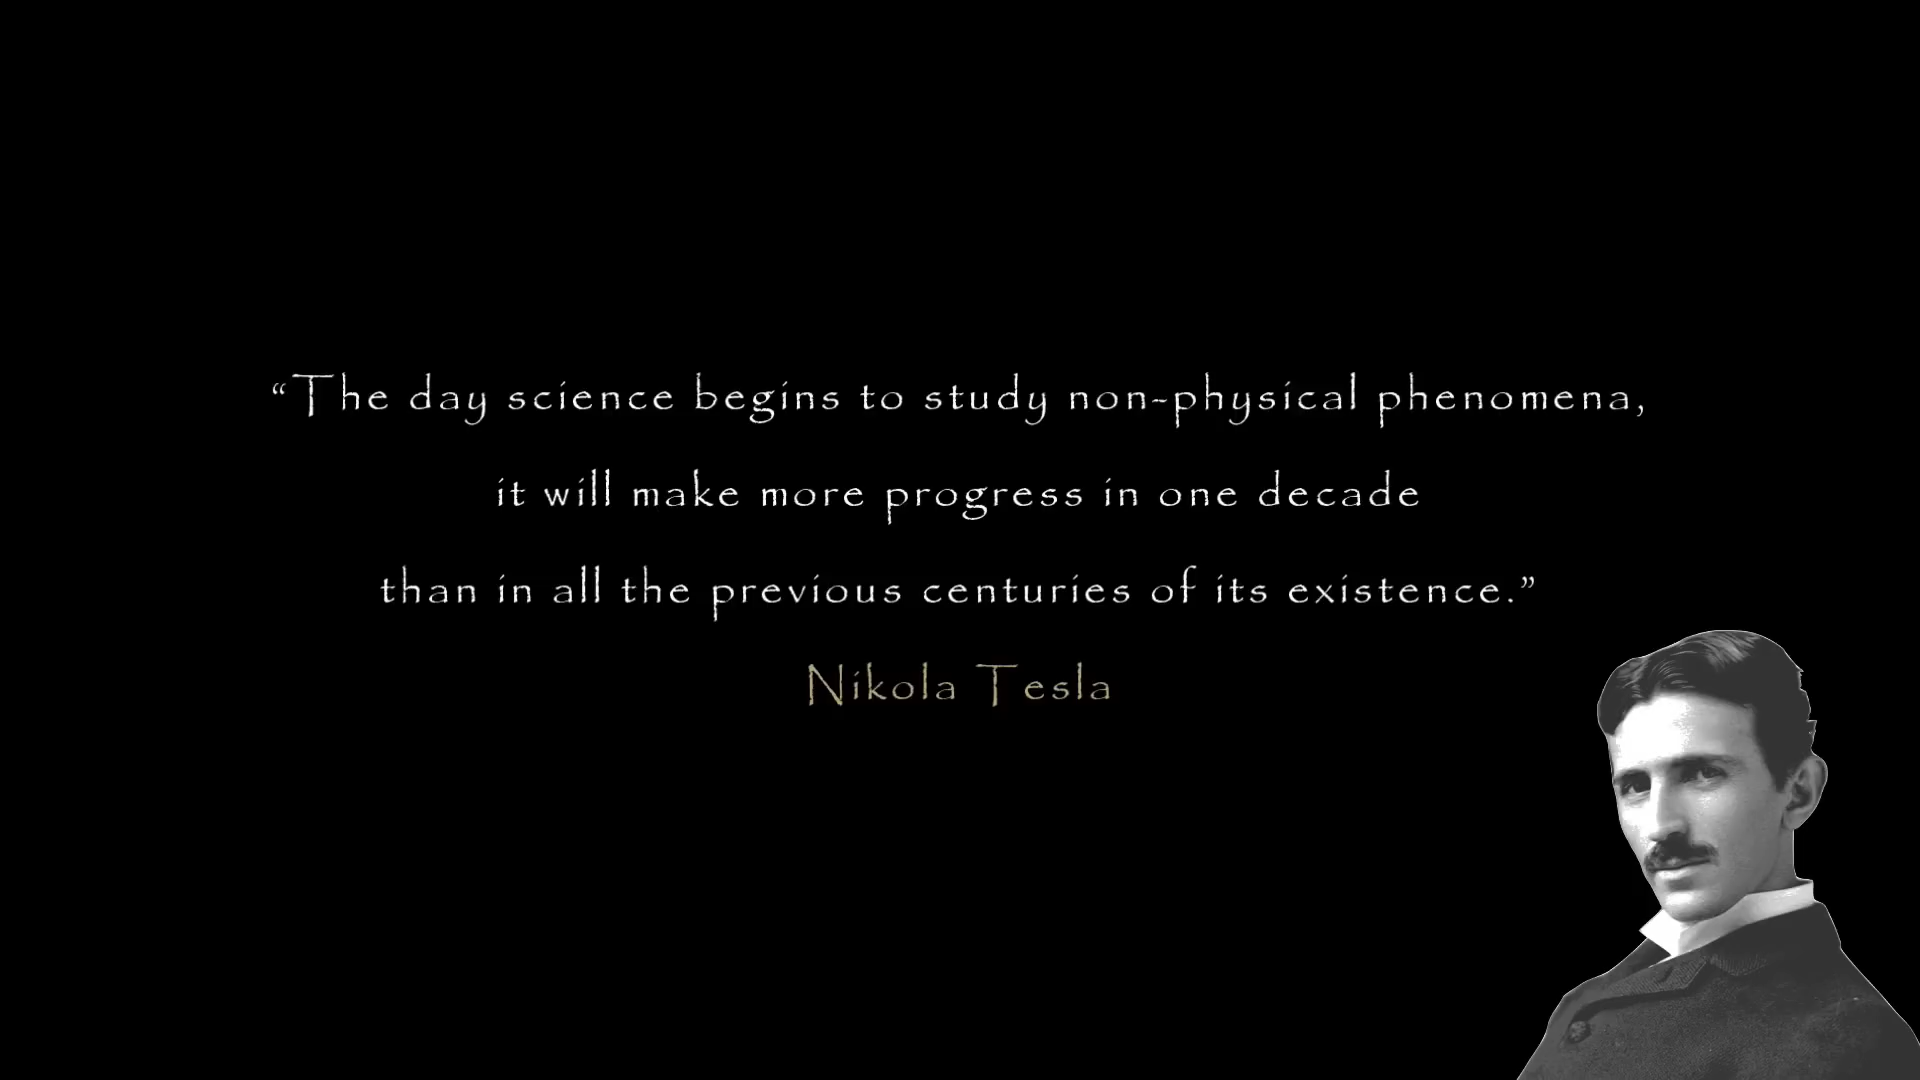 “The day science begins to study non-physical phenomena,
it will make more progress in one decade
than in all the previous centuries of its existence.”
Nikola Tesla